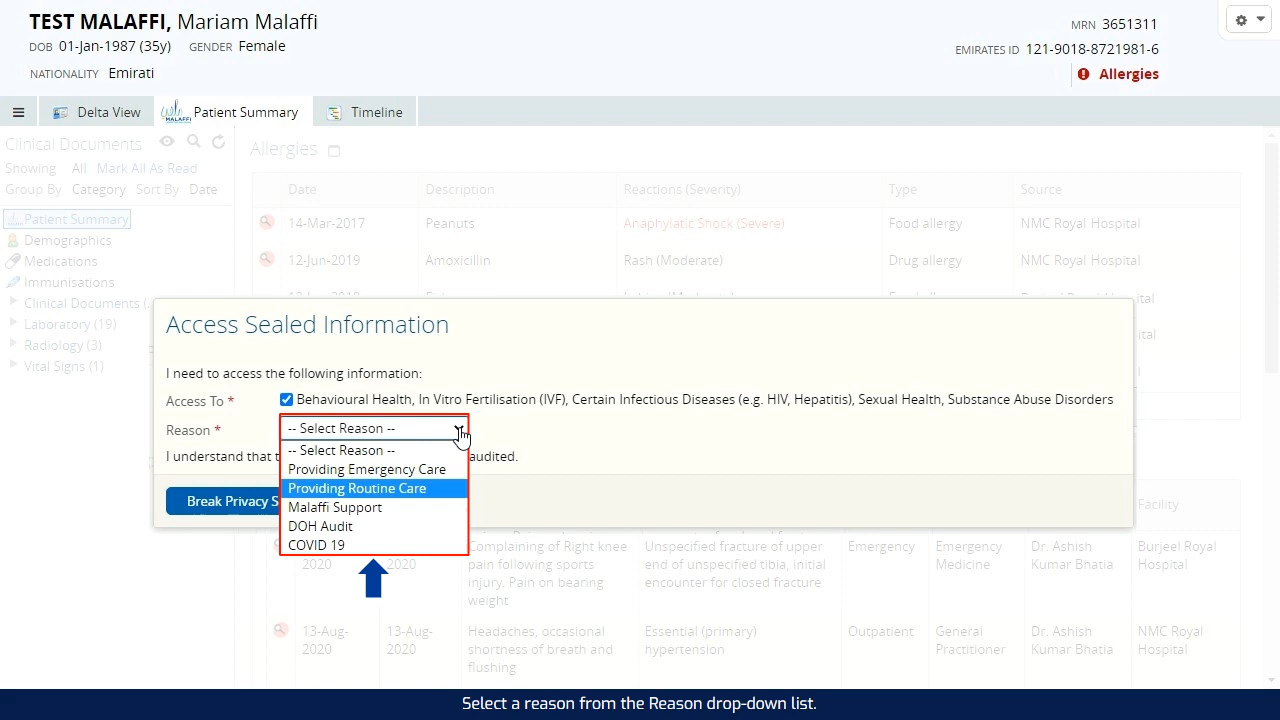 TEST MALAFFI, Mariam Malaffi
DOB 01-Jan-1987 (35y) GENDER Female
NATIONALITY Emirati
MRN 3651311
EMIRATES ID 121-9018-8721981-6
Allergies
Delta View
MALAFFI Patient Summary
Timeline
Clinical Documents
Showing All Mark All As Read
Group By Category Sort By Date
Patient Summary
Demographics
Medications
Immunisations
Clinical Documents (
Laboratory (19)
Radiology (3)
Vital Signs (1)
Allergies
Date Description Reactions (Severity) Type Source
14-Mar-2017 Peanuts Anaphylatic Shock (Severe) Food allergy NMC Royal Hospital
12-Jun-2019 Amoxicillin Rash (Moderate) Drug allergy NMC Royal Hospital
Access Sealed Information
I need to access the following information:
Access To * Behavioural Health, In Vitro Fertilisation (IVF), Certain Infectious Diseases (e.g. HIV, Hepatitis), Sexual Health, Substance Abuse Disorders
Reason * -- Select Reason --
-- Select Reason --
Providing Emergency Care
Providing Routine Care
Malaffi Support
DOH Audit
COVID 19
I understand that audited.
Break Privacy S
Facility
2020 2020 Complaining of Right knee pain following sports injury. Pain on bearing weight
Unspecified fracture of upper end of unspecified tibia, initial encounter for closed fracture
Emergency
Emergency Medicine
Dr. Ashish Kumar Bhatia
Burjeel Royal Hospital
13-Aug-2020 13-Aug-2020 Headaches, occasional shortness of breath and flushing
Essential (primary) hypertension
Outpatient
General Practitioner
Dr. Ashish Kumar Bhatia
NMC Royal Hospital
Select a reason from the Reason drop-down list.